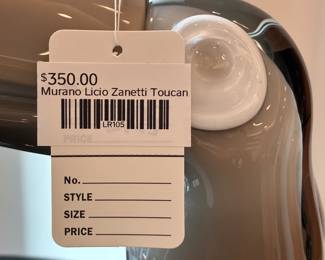 $350.00
Murano Licio Zanetti Toucan
LR105
PRICE
No.
STYLE
SIZE
PRICE